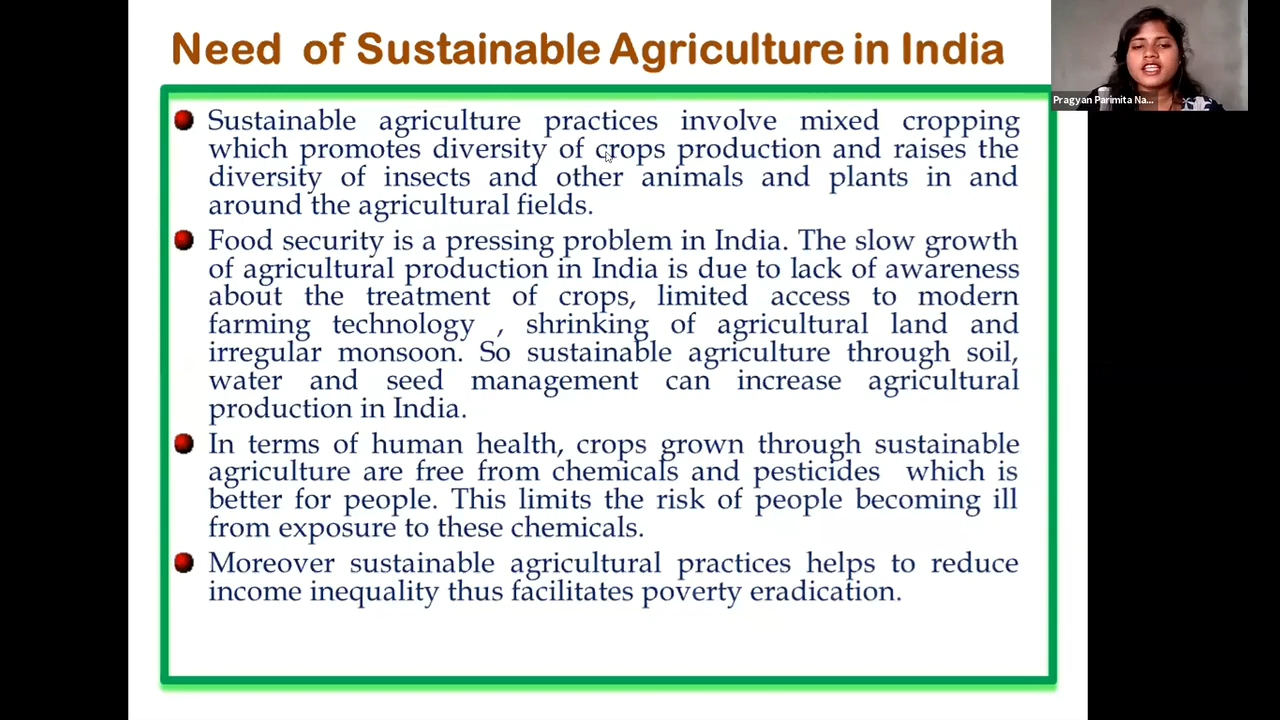 Need of Sustainable Agriculture in India
Pragyan Parimita Na...
Sustainable agriculture practices involve mixed cropping
which promotes diversity of crops production and raises the
diversity of insects and other animals and plants in and
around the agricultural fields.
Food security is a pressing problem in India. The slow growth
of agricultural production in India is due to lack of awareness
about the treatment of crops, limited access to modern
farming technology , shrinking of agricultural land and
irregular monsoon. So sustainable agriculture through soil,
water and seed management can increase agricultural
production in India.
In terms of human health, crops grown through sustainable
agriculture are free from chemicals and pesticides which is
better for people. This limits the risk of people becoming ill
from exposure to these chemicals.
Moreover sustainable agricultural practices helps to reduce
income inequality thus facilitates poverty eradication.